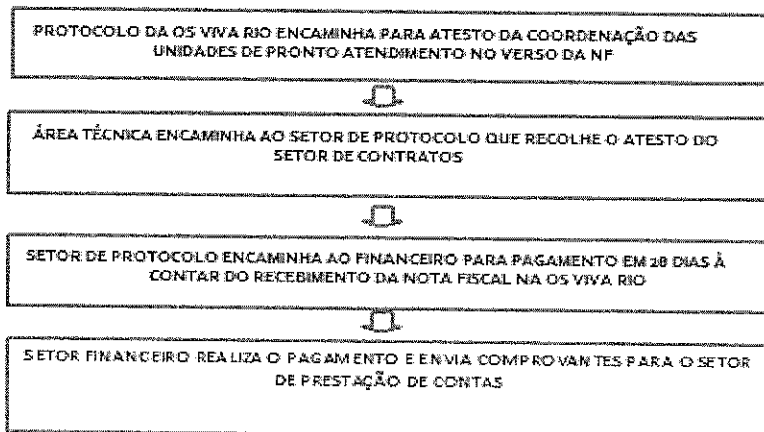 PROTOCOLO DA OS VIVA RIO ENCAMINHA PARA ATESTO DA COORDENAÇÃO DAS
UNIDADES DE PRONTO ATENDIMENTO NO VERSO DA NF
ÁREA TÉCNICA ENCAMINHA AO SETOR DE PROTOCOLO QUE RECOLHE O ATESTO DO
SETOR DE CONTRATOS
SETOR DE PROTOCOLO ENCAMINHA AO FINANCEIRO PARA PAGAMENTO EM 28 DIAS À
CONTAR DO RECEBIMENTO DA NOTA FISCAL NA OS VIVA RIO
SETOR FINANCEIRO REALIZA O PAGAMENTO E ENVIA COMPROVANTES PARA O SETOR
DE PRESTAÇÃO DE CONTAS